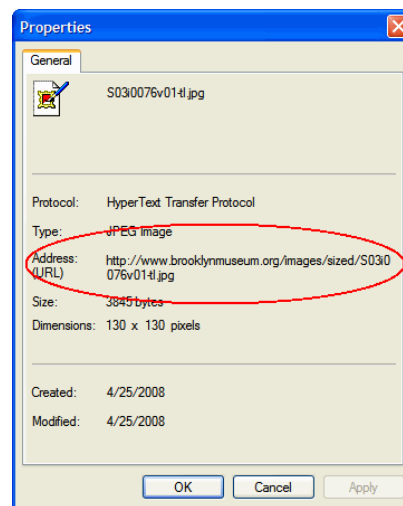 Properties
General
S03i0076v01-tl.jpg
Protocol: HyperText Transfer Protocol
Type: JPEG Image
Address: http://www.brooklynmuseum.org/images/sized/S03i0
(URL) 076v01-tl.jpg
Size: 3845 bytes
Dimensions: 130 x 130 pixels
Created: 4/25/2008
Modified: 4/25/2008
OK Cancel Apply